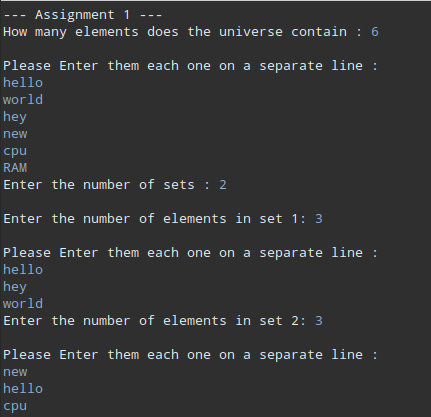 --- Assignment 1 ---
How many elements does the universe contain : 6
Please Enter them each one on a separate line :
hello
world
hey
new
cpu
RAM
Enter the number of sets : 2
Enter the number of elements in set 1: 3
Please Enter them each one on a separate line :
hello
hey
world
Enter the number of elements in set 2: 3
Please Enter them each one on a separate line :
new
hello
cpu